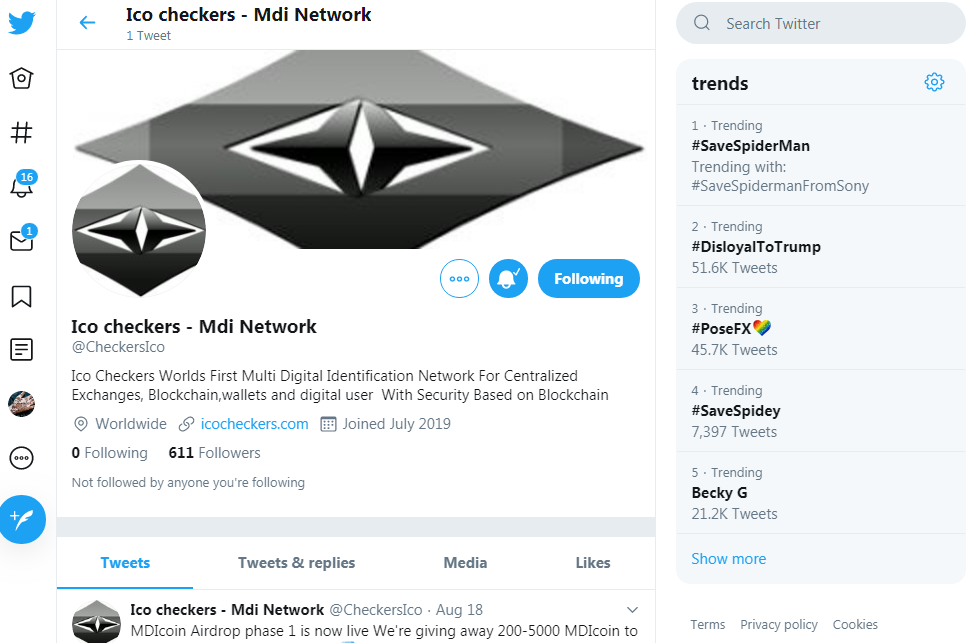 Ico checkers - Mdi Network
1 Tweet
16
1
Following
Ico checkers - Mdi Network
@CheckersIco
Ico Checkers Worlds First Multi Digital Identification Network For Centralized
Exchanges, Blockchain,wallets and digital user  With Security Based on Blockchain
Worldwide icocheckers.com Joined July 2019
0 Following 611 Followers
Not followed by anyone you're following
Tweets Tweets & replies Media Likes
Ico checkers - Mdi Network @CheckersIco · Aug 18
MDIcoin Airdrop phase 1 is now live We're giving away 200-5000 MDIcoin to
Search Twitter
trends
1 · Trending
#SaveSpiderMan
Trending with:
#SaveSpidermanFromSony
2 · Trending
#DisloyalToTrump
51.6K Tweets
3 · Trending
#PoseFX
45.7K Tweets
4 · Trending
#SaveSpidey
7,397 Tweets
5 · Trending
Becky G
21.2K Tweets
Show more
Terms Privacy policy Cookies